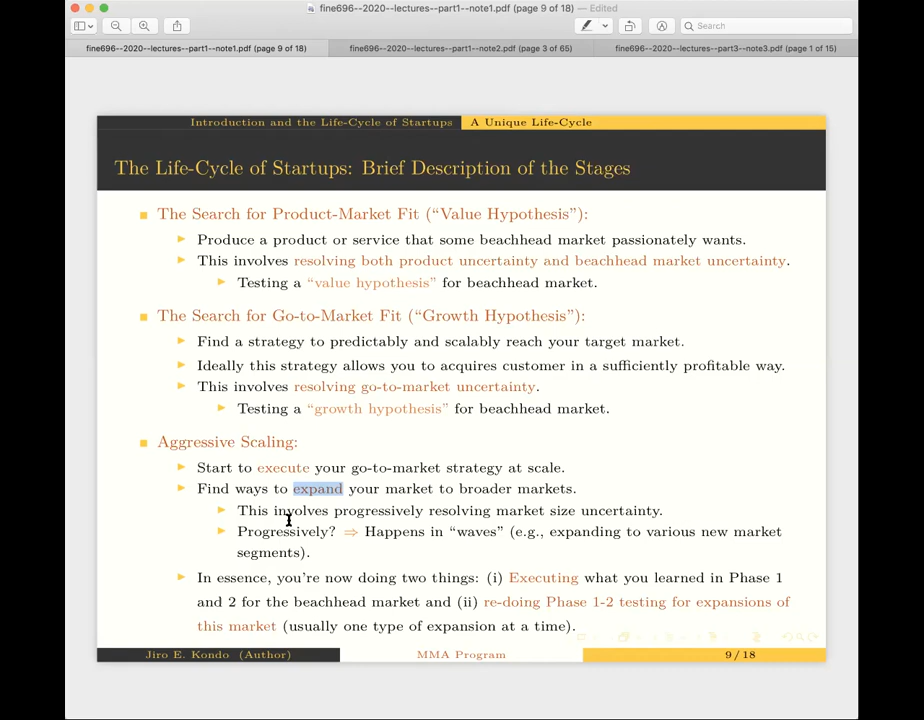 fine696--2020--lectures--part1--note1.pdf (page 9 of 18) — Edited
Search
fine696--2020--lectures--part1--note1.pdf (page 9 of 18)
fine696--2020--lectures--part1--note2.pdf (page 3 of 65)
fine696--2020--lectures--part3--note3.pdf (page 1 of 15)
Introduction and the Life-Cycle of Startups
A Unique Life-Cycle
The Life-Cycle of Startups: Brief Description of the Stages
The Search for Product-Market Fit (“Value Hypothesis”):
Produce a product or service that some beachhead market passionately wants.
This involves resolving both product uncertainty and beachhead market uncertainty.
Testing a “value hypothesis” for beachhead market.
The Search for Go-to-Market Fit (“Growth Hypothesis”):
Find a strategy to predictably and scalably reach your target market.
Ideally this strategy allows you to acquires customer in a sufficiently profitable way.
This involves resolving go-to-market uncertainty.
Testing a “growth hypothesis” for beachhead market.
Aggressive Scaling:
Start to execute your go-to-market strategy at scale.
Find ways to expand your market to broader markets.
This involves progressively resolving market size uncertainty.
Progressively? ⇒ Happens in “waves” (e.g., expanding to various new market
segments).
In essence, you're now doing two things: (i) Executing what you learned in Phase 1
and 2 for the beachhead market and (ii) re-doing Phase 1-2 testing for expansions of
this market (usually one type of expansion at a time).
Jiro E. Kondo (Author)
MMA Program
9 / 18